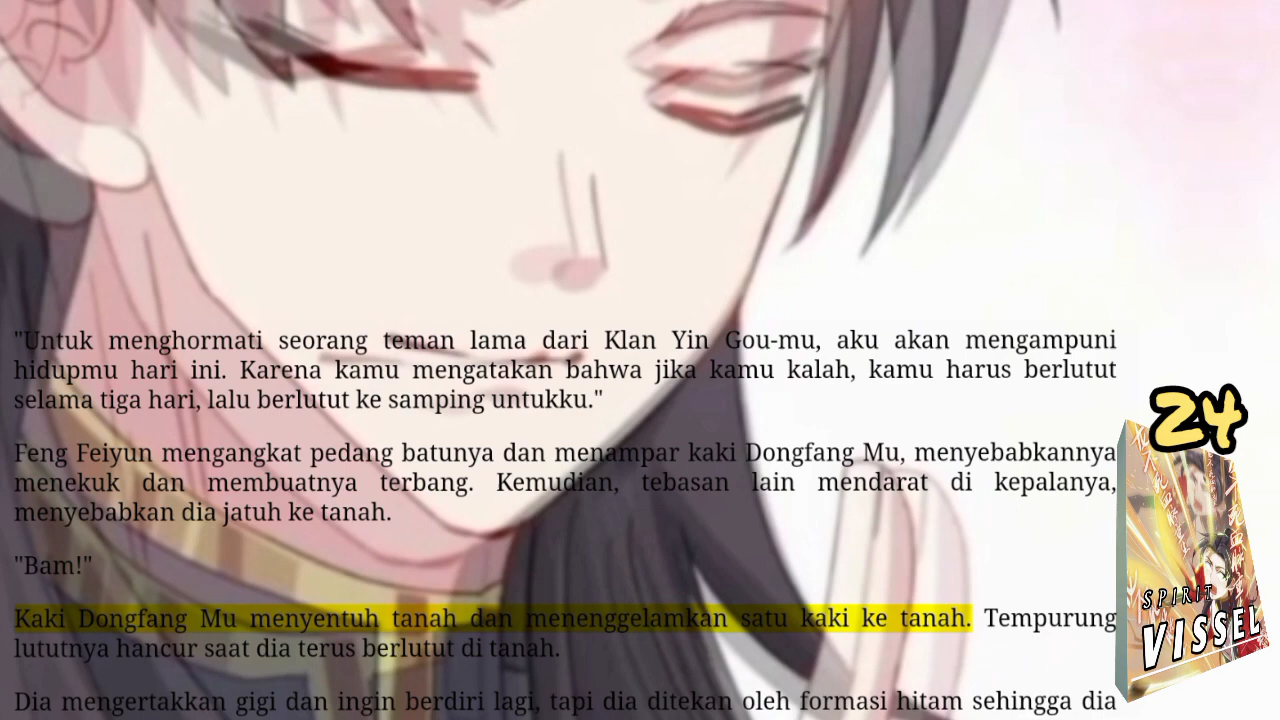 "Untuk menghormati seorang teman lama dari Klan Yin Gou-mu, aku akan mengampuni
hidupmu hari ini. Karena kamu mengatakan bahwa jika kamu kalah, kamu harus berlutut
selama tiga hari, lalu berlutut ke samping untukku."
Feng Feiyun mengangkat pedang batunya dan menampar kaki Dongfang Mu, menyebabkannya
menekuk dan membuatnya terbang. Kemudian, tebasan lain mendarat di kepalanya,
menyebabkan dia jatuh ke tanah.
"Bam!"
Kaki Dongfang Mu menyentuh tanah dan menenggelamkan satu kaki ke tanah. Tempurung
lututnya hancur saat dia terus berlutut di tanah.
Dia mengertakkan gigi dan ingin berdiri lagi, tapi dia ditekan oleh formasi hitam sehingga dia
24
SPIRIT
VISSEL